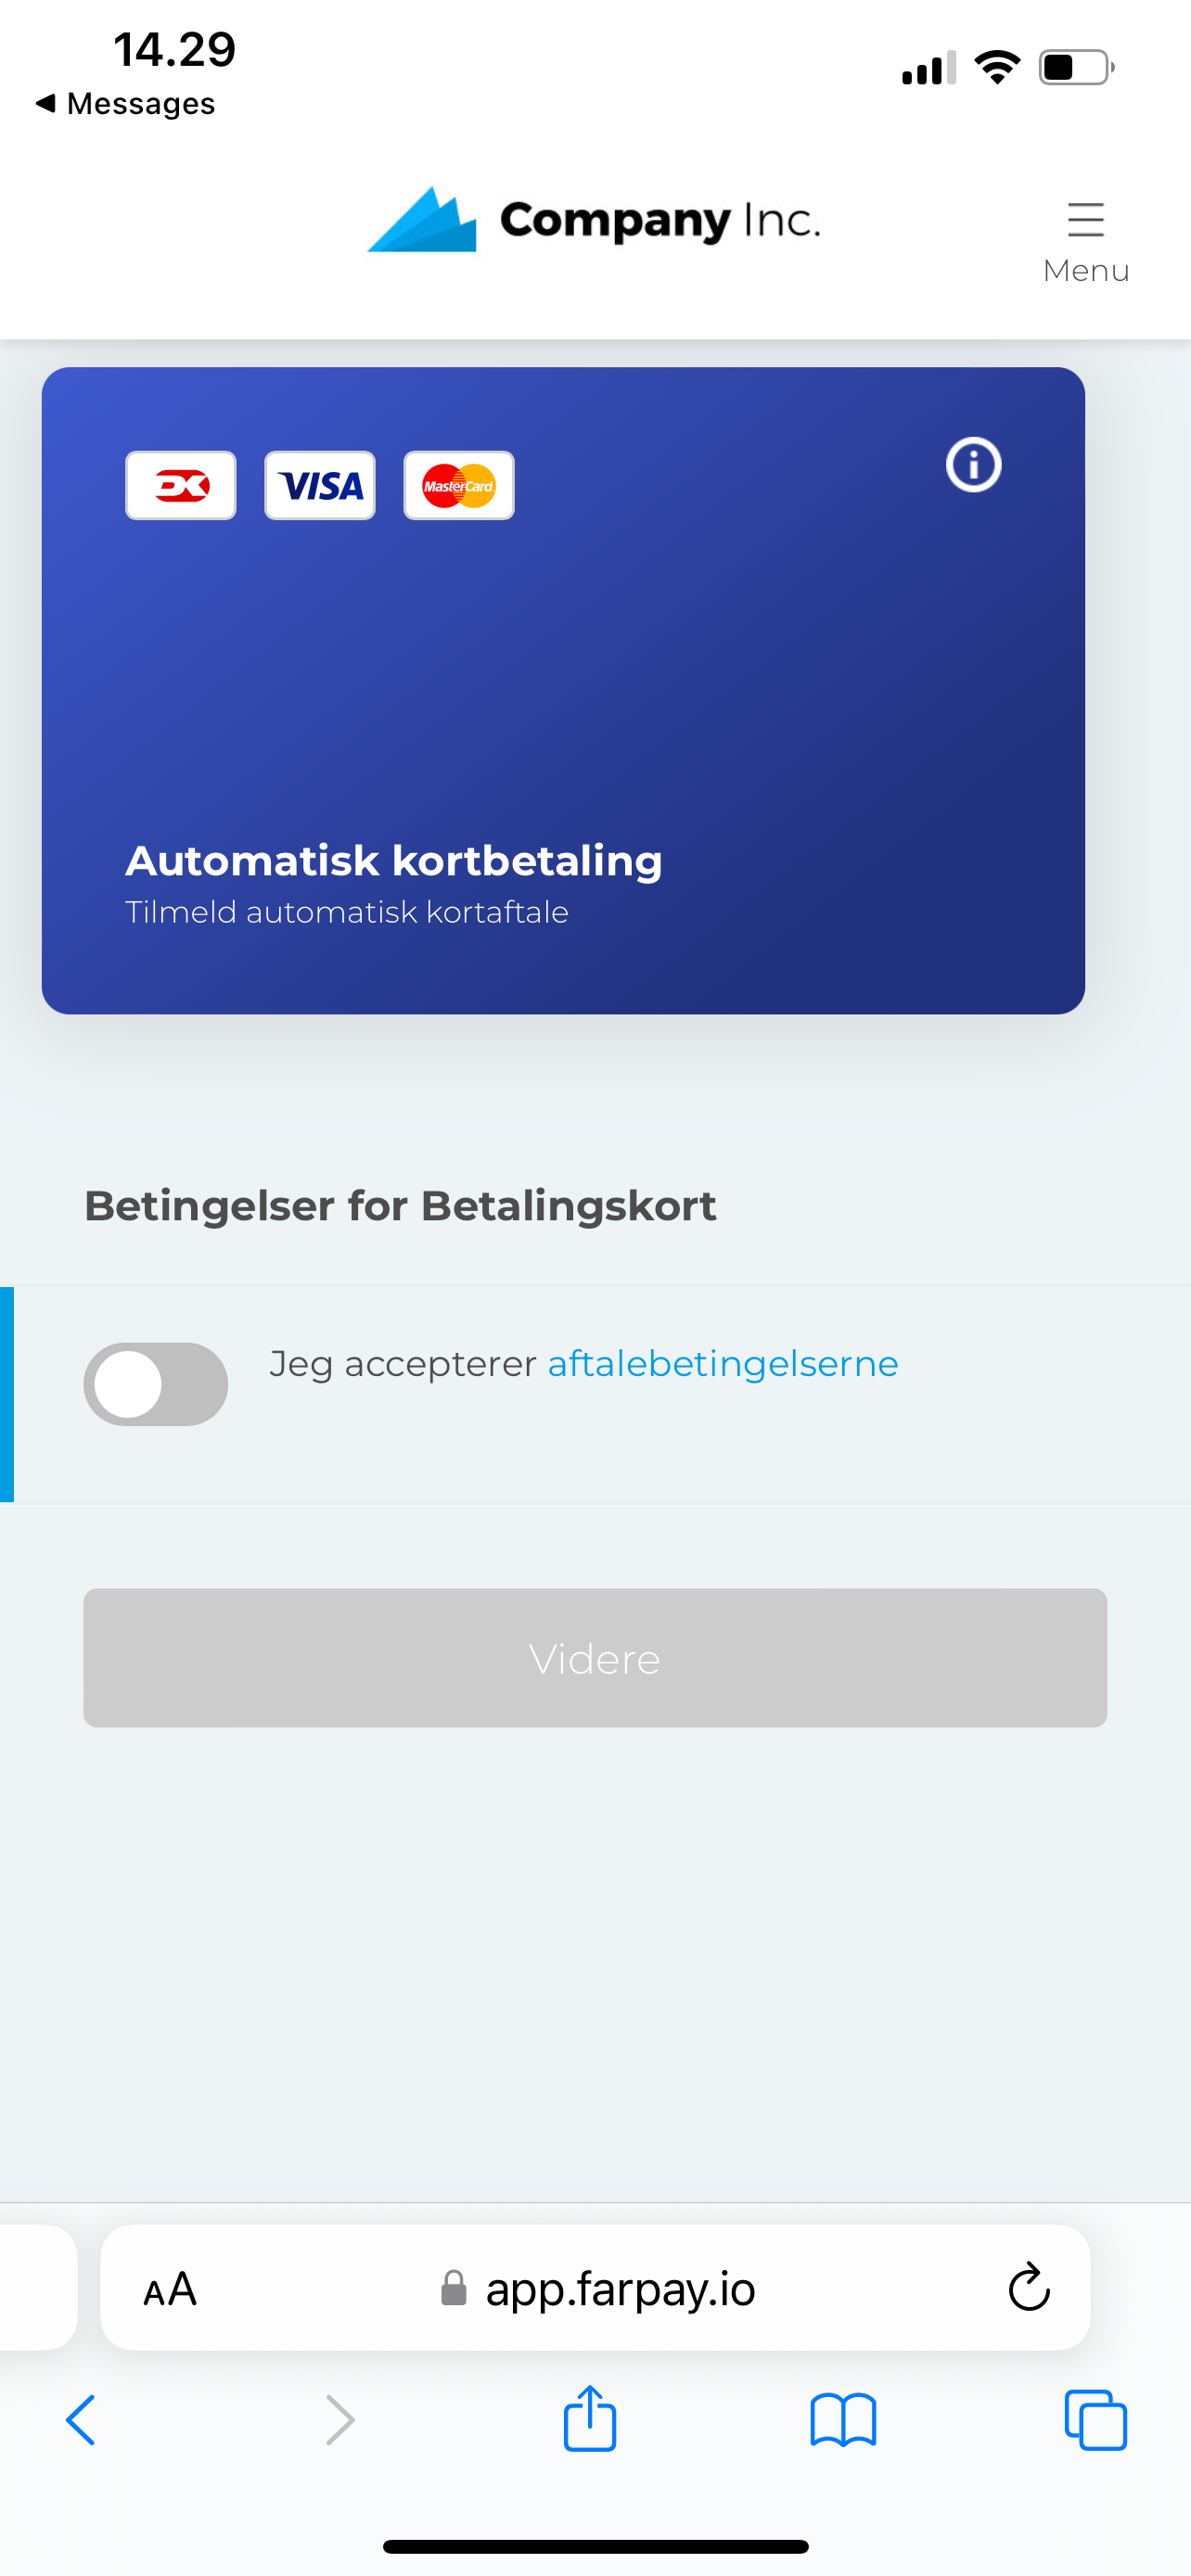 14.29
Messages
Company Inc.
Menu
DK VISA MasterCard
Automatisk kortbetaling
Tilmeld automatisk kortaftale
Betingelser for Betalingskort
Jeg accepterer aftalebetingelserne
Videre
AA app.farpay.io